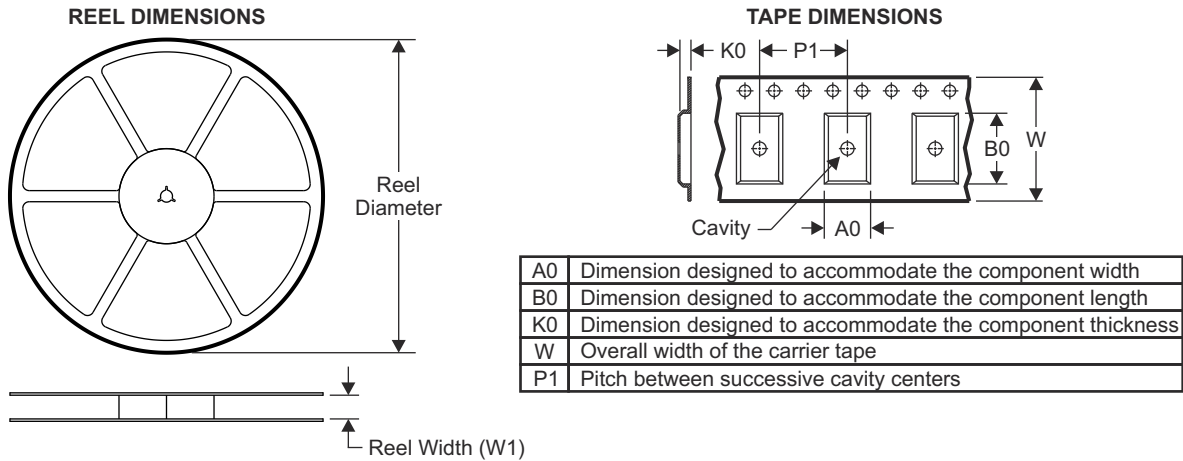 REEL DIMENSIONS
Reel
Diameter
Reel Width (W1)
TAPE DIMENSIONS
K0
P1
B0
W
Cavity
A0
A0 Dimension designed to accommodate the component width
B0 Dimension designed to accommodate the component length
K0 Dimension designed to accommodate the component thickness
W Overall width of the carrier tape
P1 Pitch between successive cavity centers